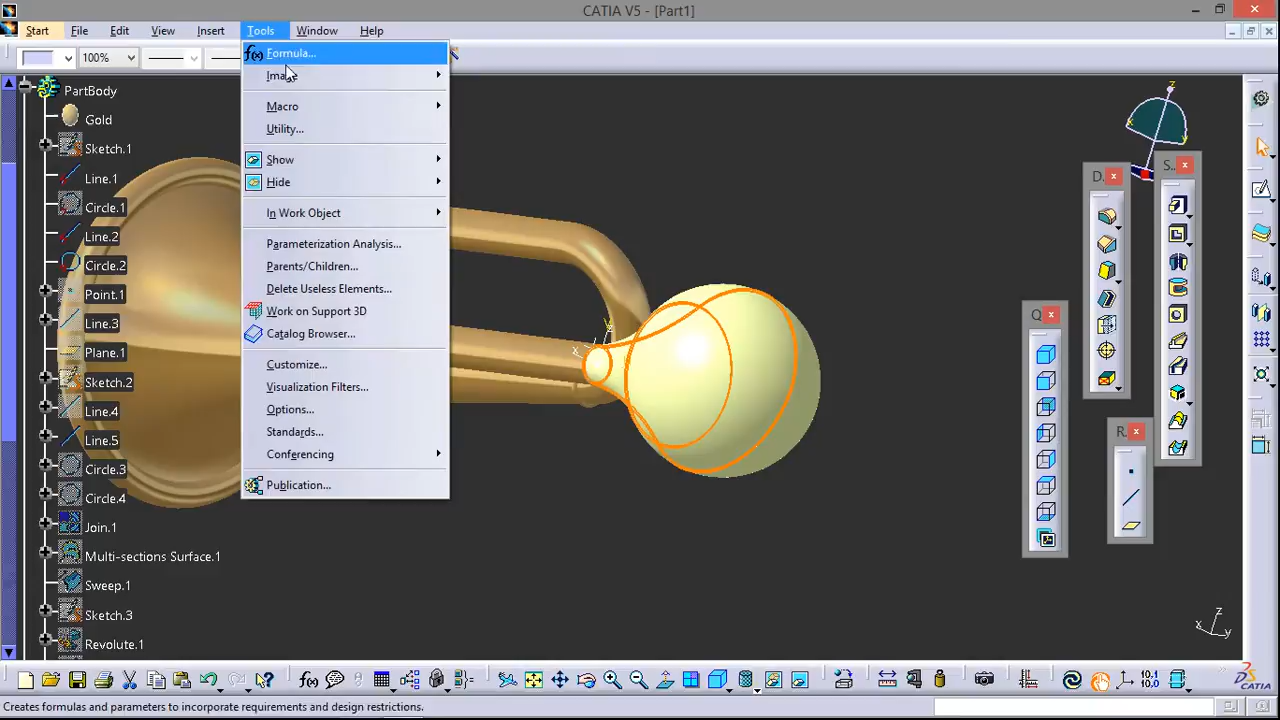 CATIA V5 - [Part1]
Start File Edit View Insert Tools Window Help
100%
f(x) Formula...
Image
Macro
Utility...
Show
Hide
In Work Object
Parameterization Analysis...
Parents/Children...
Delete Useless Elements...
Work on Support 3D
Catalog Browser...
Customize...
Visualization Filters...
Options...
Standards...
Conferencing
Publication...
PartBody
Gold
Sketch.1
Line.1
Circle.1
Line.2
Circle.2
Point.1
Line.3
Plane.1
Sketch.2
Line.4
Line.5
Circle.3
Circle.4
Join.1
Multi-sections Surface.1
Sweep.1
Sketch.3
Revolute.1
D.
S..
Q
R.
z
x
y
z
x y
f(x)
10.1
CATIA
Creates formulas and parameters to incorporate requirements and design restrictions.